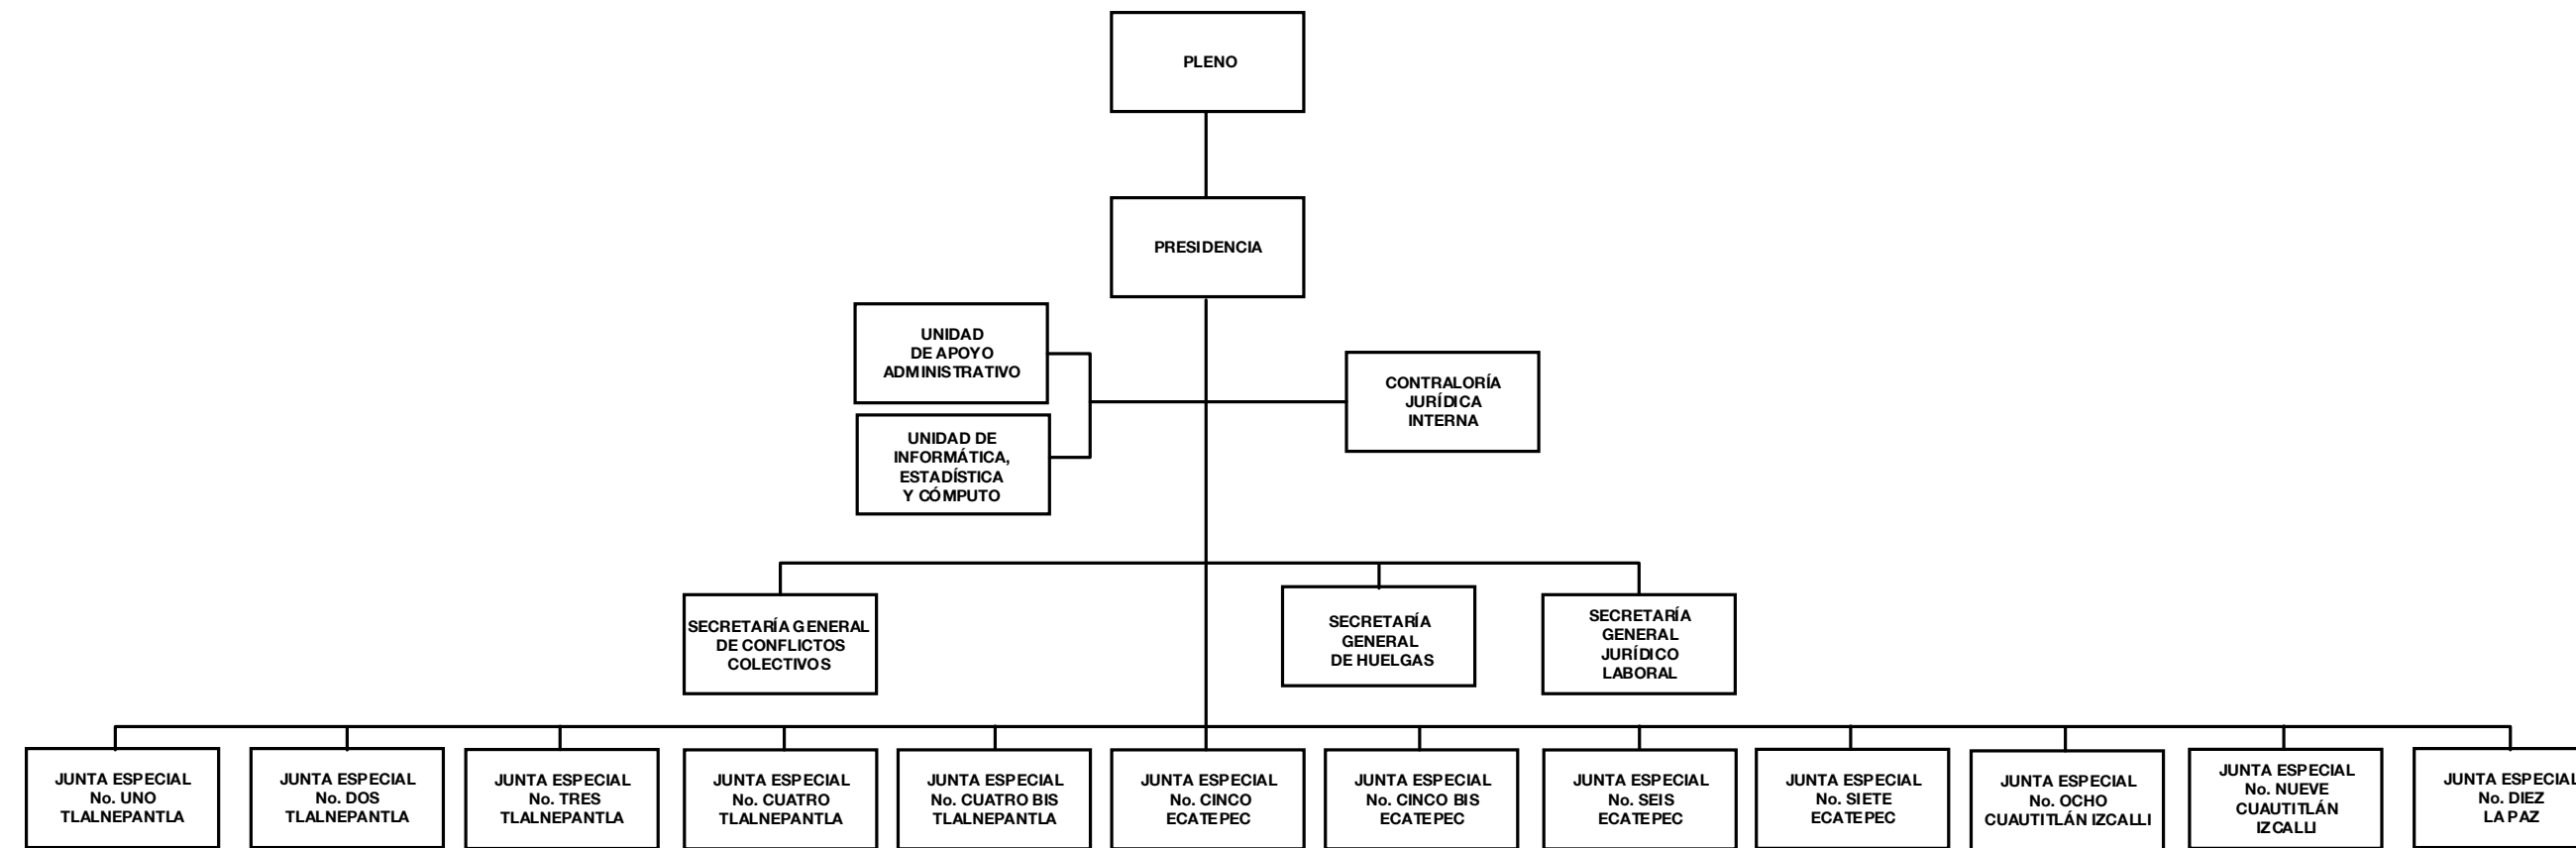 PLENO
PRESIDENCIA
UNIDAD
DE APOYO
ADMINISTRATIVO
CONTRALORÍA
JURÍDICA
INTERNA
UNIDAD DE
INFORMÁTICA,
ESTADÍSTICA
Y CÓMPUTO
SECRETARÍA GENERAL
DE CONFLICTOS
COLECTIVOS
SECRETARÍA
GENERAL
DE HUELGAS
SECRETARÍA
GENERAL
JURÍDICO
LABORAL
JUNTA ESPECIAL
No. UNO
TLALNEPANTLA
JUNTA ESPECIAL
No. DOS
TLALNEPANTLA
JUNTA ESPECIAL
No. TRES
TLALNEPANTLA
JUNTA ESPECIAL
No. CUATRO
TLALNEPANTLA
JUNTA ESPECIAL
No. CUATRO BIS
TLALNEPANTLA
JUNTA ESPECIAL
No. CINCO
ECATEPEC
JUNTA ESPECIAL
No. CINCO BIS
ECATEPEC
JUNTA ESPECIAL
No. SEIS
ECATEPEC
JUNTA ESPECIAL
No. SIETE
ECATEPEC
JUNTA ESPECIAL
No. OCHO
CUAUTITLÁN IZCALLI
JUNTA ESPECIAL
No. NUEVE
CUAUTITLÁN
IZCALLI
JUNTA ESPECIAL
No. DIEZ
LA PAZ